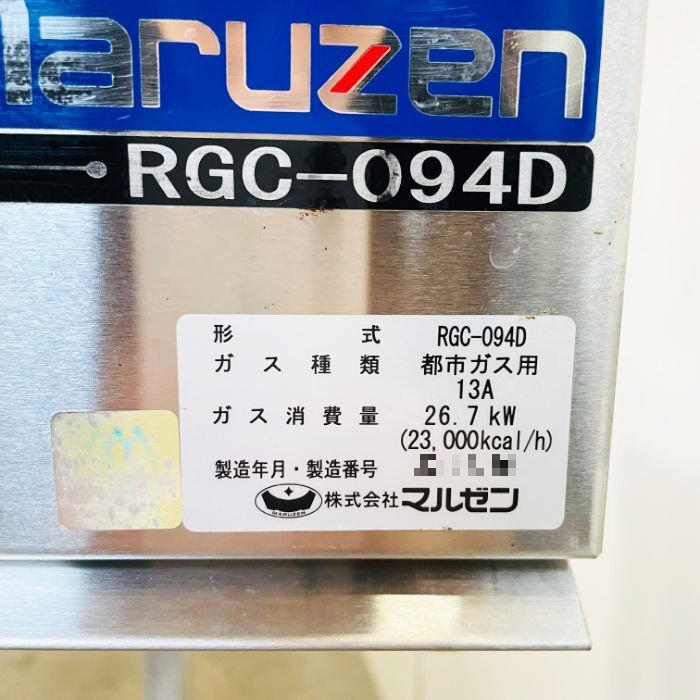 Maruzen
RGC-094D
形式 RGC-094D
ガス種類 都市ガス用
13A
ガス消費量 26.7kW
(23,000kcal/h)
製造年月・製造番号
MARUZEN 株式会社マルゼン